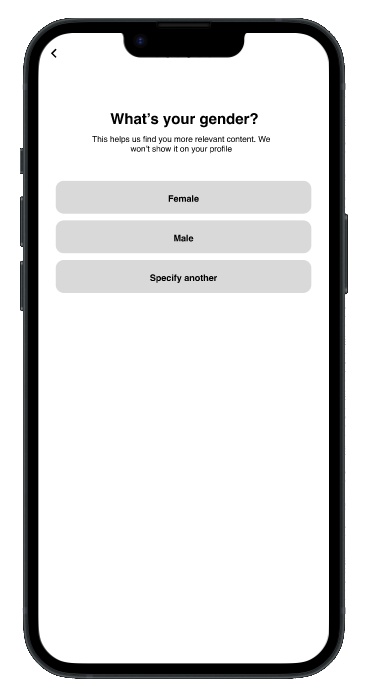 What’s your gender?
This helps us find you more relevant content. We
won’t show it on your profile
Female
Male
Specify another